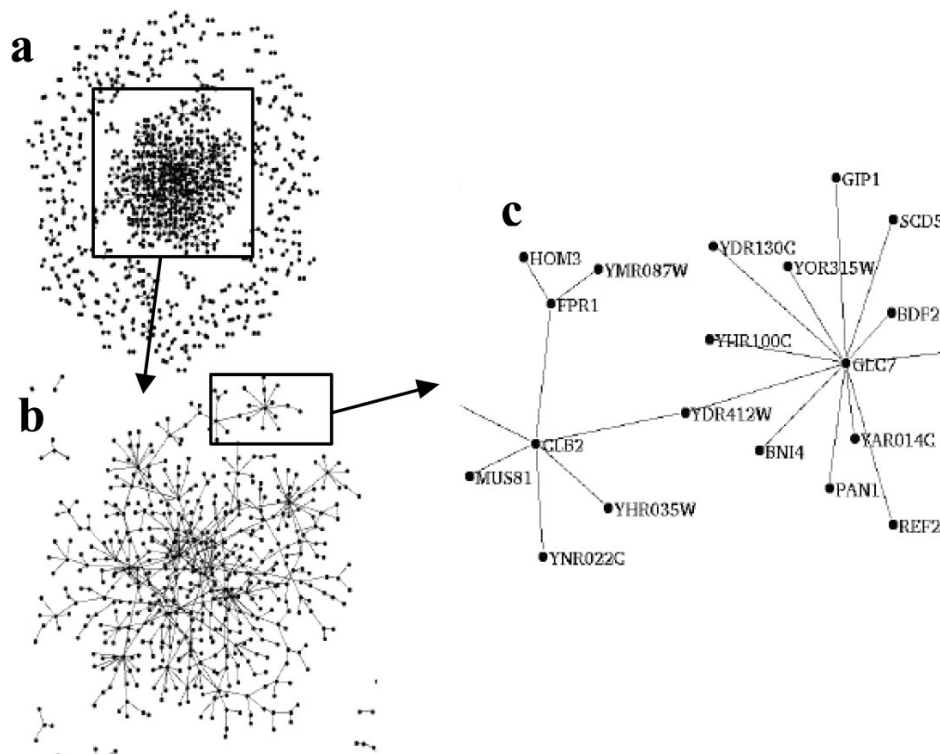 a
b
c
GIP1
SCD5
YDR130C
YOR315W
HOM3
YMR087W
FPR1
BDF2
YHR100C
GLC7
YDR412W
CLB2
BNI4
YAR014C
MUS81
PAN1
YHR035W
REF2
YNR022C